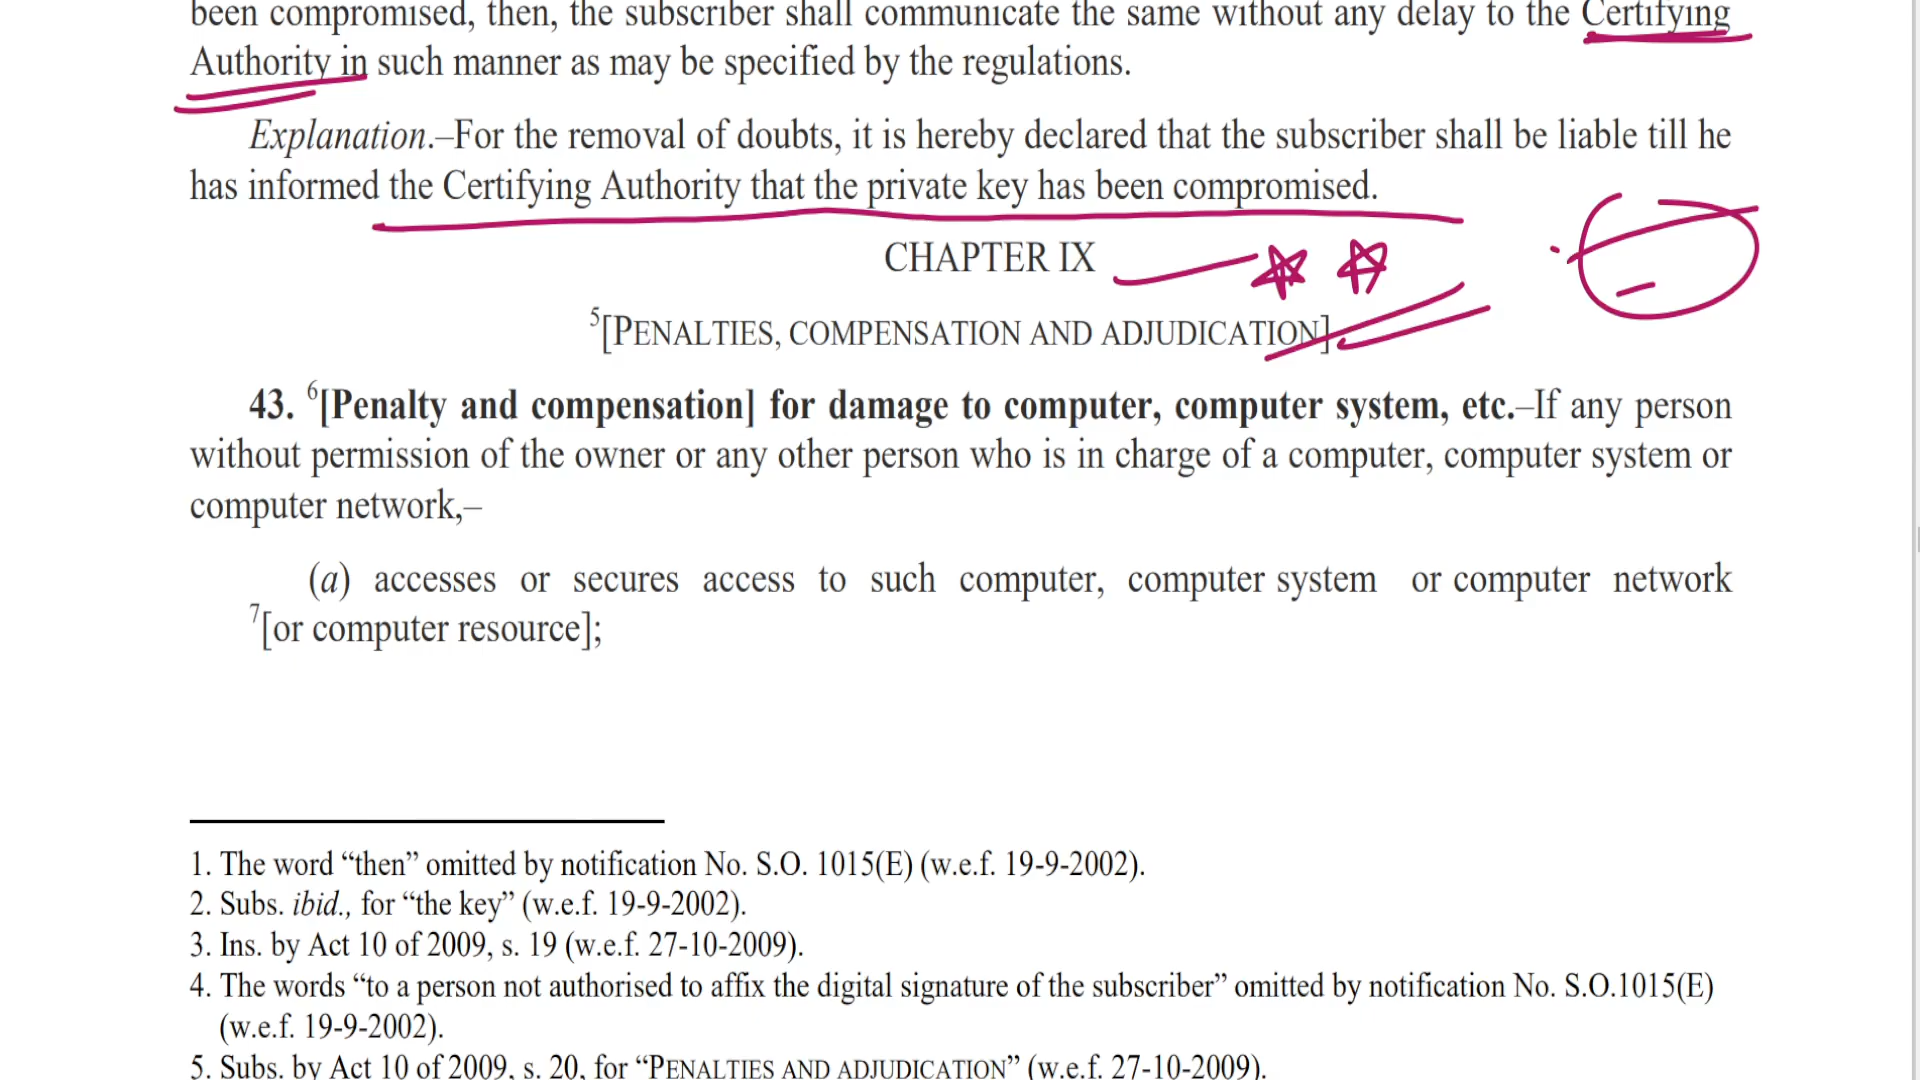 been compromised, then, the subscriber shall communicate the same without any delay to the Certifying
Authority in such manner as may be specified by the regulations.
Explanation.–For the removal of doubts, it is hereby declared that the subscriber shall be liable till he
has informed the Certifying Authority that the private key has been compromised.
CHAPTER IX
5[PENALTIES, COMPENSATION AND ADJUDICATION]
43. 6[Penalty and compensation] for damage to computer, computer system, etc.–If any person
without permission of the owner or any other person who is in charge of a computer, computer system or
computer network,–
(a) accesses or secures access to such computer, computer system or computer network
7[or computer resource];
1. The word “then” omitted by notification No. S.O. 1015(E) (w.e.f. 19-9-2002).
2. Subs. ibid., for “the key” (w.e.f. 19-9-2002).
3. Ins. by Act 10 of 2009, s. 19 (w.e.f. 27-10-2009).
4. The words “to a person not authorised to affix the digital signature of the subscriber” omitted by notification No. S.O.1015(E)
(w.e.f. 19-9-2002).
5. Subs. by Act 10 of 2009, s. 20, for “PENALTIES AND ADJUDICATION” (w.e.f. 27-10-2009).